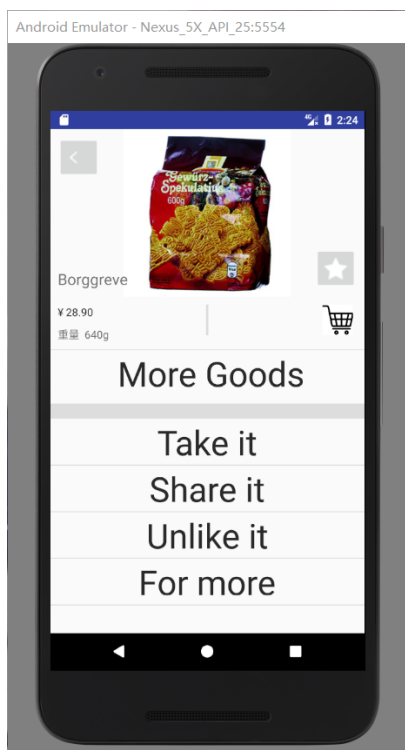 Android Emulator - Nexus_5X_API_25:5554
4G 2:24
Gewürz-
Spekulatius
600g
Borggreve
¥ 28.90
重量 640g
More Goods
Take it
Share it
Unlike it
For more